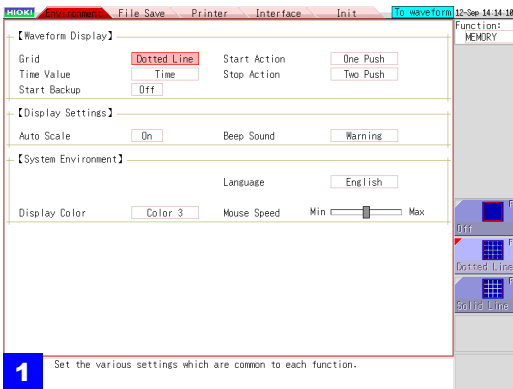 HIOKI Environment File Save Printer Interface Init To waveform 12-Sep 14:14:10
Function:
MEMORY
【Waveform Display】
Grid Dotted Line Start Action One Push
Time Value Time Stop Action Two Push
Start Backup Off
【Display Settings】
Auto Scale On Beep Sound Warning
【System Environment】
Language English
Display Color Color 3 Mouse Speed Min Max
F
Off
F
Dotted Line
F
Solid Line
1 Set the various settings which are common to each function.